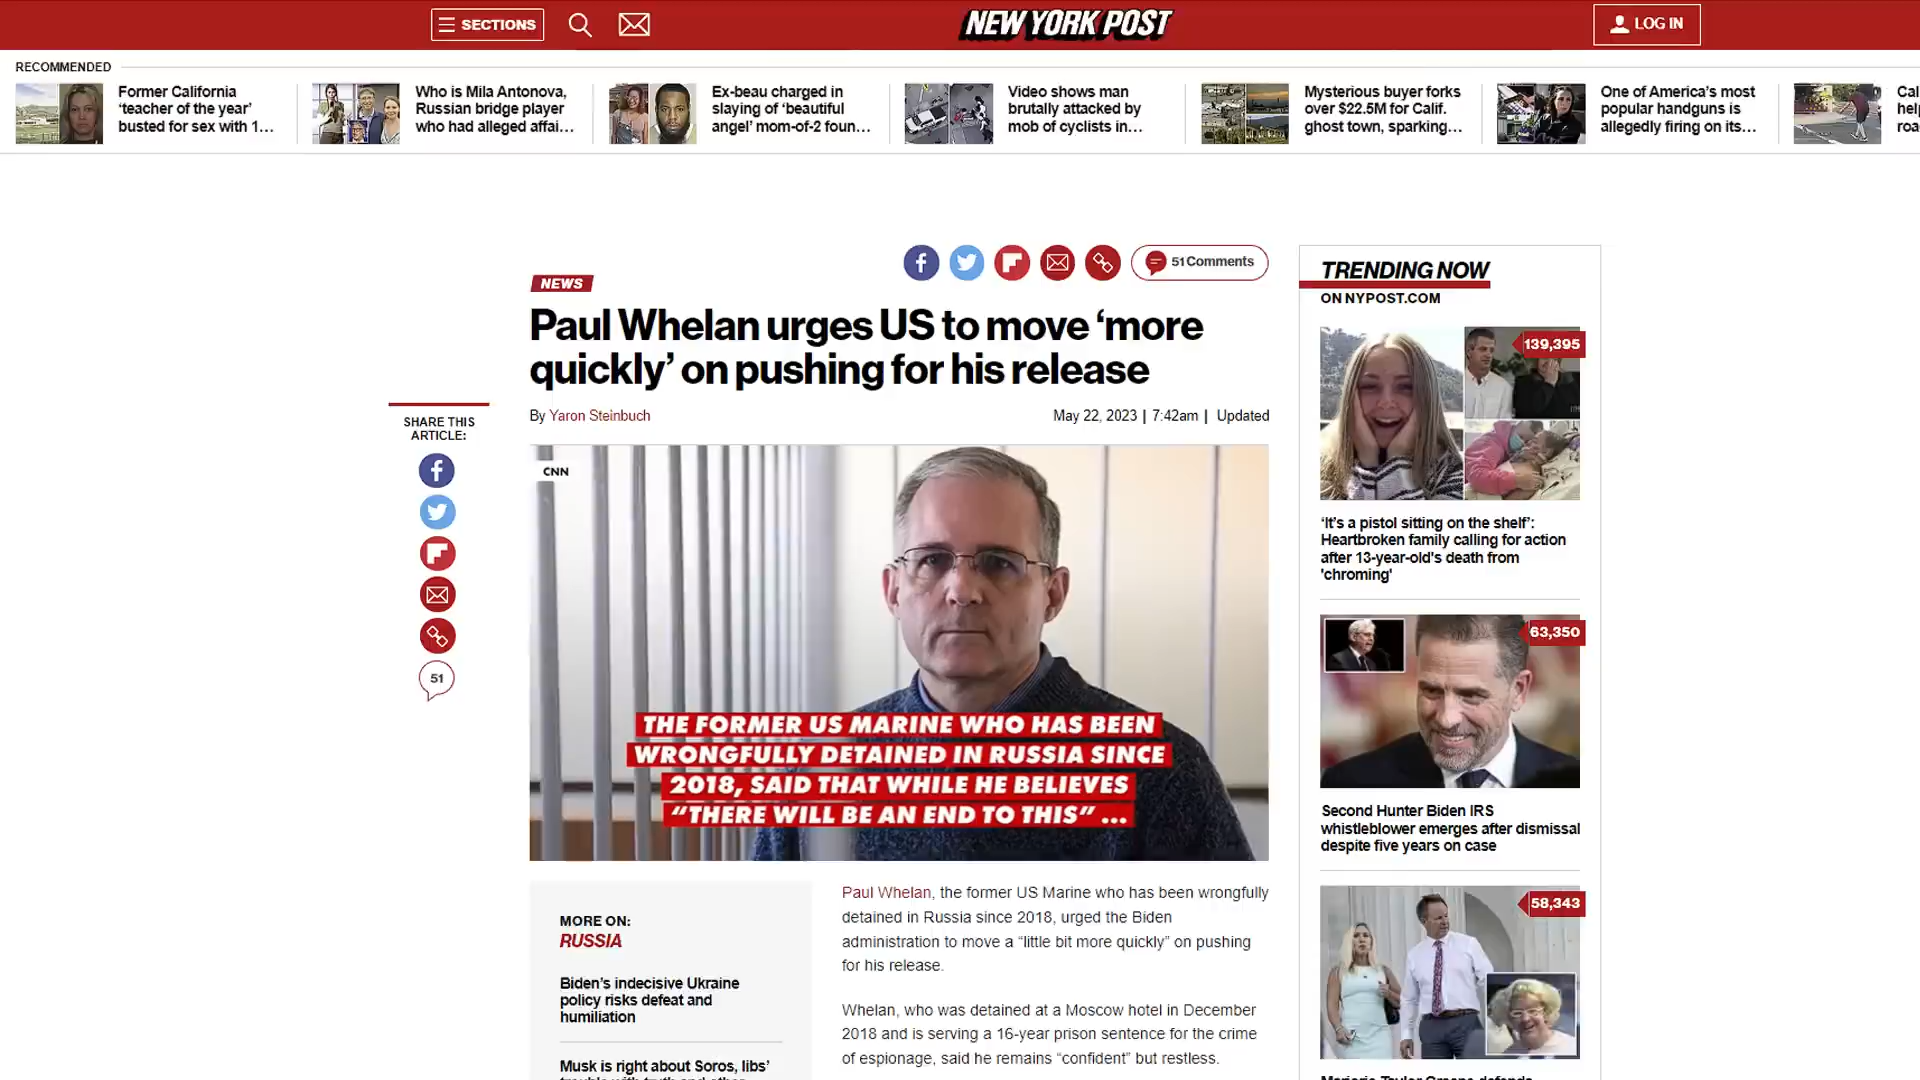 SECTIONS
NEW YORK POST
LOG IN
RECOMMENDED
Former California
‘teacher of the year’
busted for sex with 1...
Who is Mila Antonova,
Russian bridge player
who had alleged affai...
Ex-beau charged in
slaying of ‘beautiful
angel’ mom-of-2 foun...
Video shows man
brutally attacked by
mob of cyclists in...
Mysterious buyer forks
over $22.5M for Calif.
ghost town, sparking...
One of America’s most
popular handguns is
allegedly firing on its...
51 Comments
NEWS
Paul Whelan urges US to move ‘more
quickly’ on pushing for his release
By Yaron Steinbuch
May 22, 2023 | 7:42am | Updated
SHARE THIS
ARTICLE:
51
CNN
THE FORMER US MARINE WHO HAS BEEN
WRONGFULLY DETAINED IN RUSSIA SINCE
2018, SAID THAT WHILE HE BELIEVES
“THERE WILL BE AN END TO THIS” ...
MORE ON:
RUSSIA
Biden’s indecisive Ukraine
policy risks defeat and
humiliation
Musk is right about Soros, libs’
Paul Whelan, the former US Marine who has been wrongfully
detained in Russia since 2018, urged the Biden
administration to move a “little bit more quickly” on pushing
for his release.
Whelan, who was detained at a Moscow hotel in December
2018 and is serving a 16-year prison sentence for the crime
of espionage, said he remains “confident” but restless.
TRENDING NOW
ON NYPOST.COM
139,395
‘It’s a pistol sitting on the shelf’:
Heartbroken family calling for action
after 13-year-old's death from
'chroming'
63,350
Second Hunter Biden IRS
whistleblower emerges after dismissal
despite five years on case
58,343